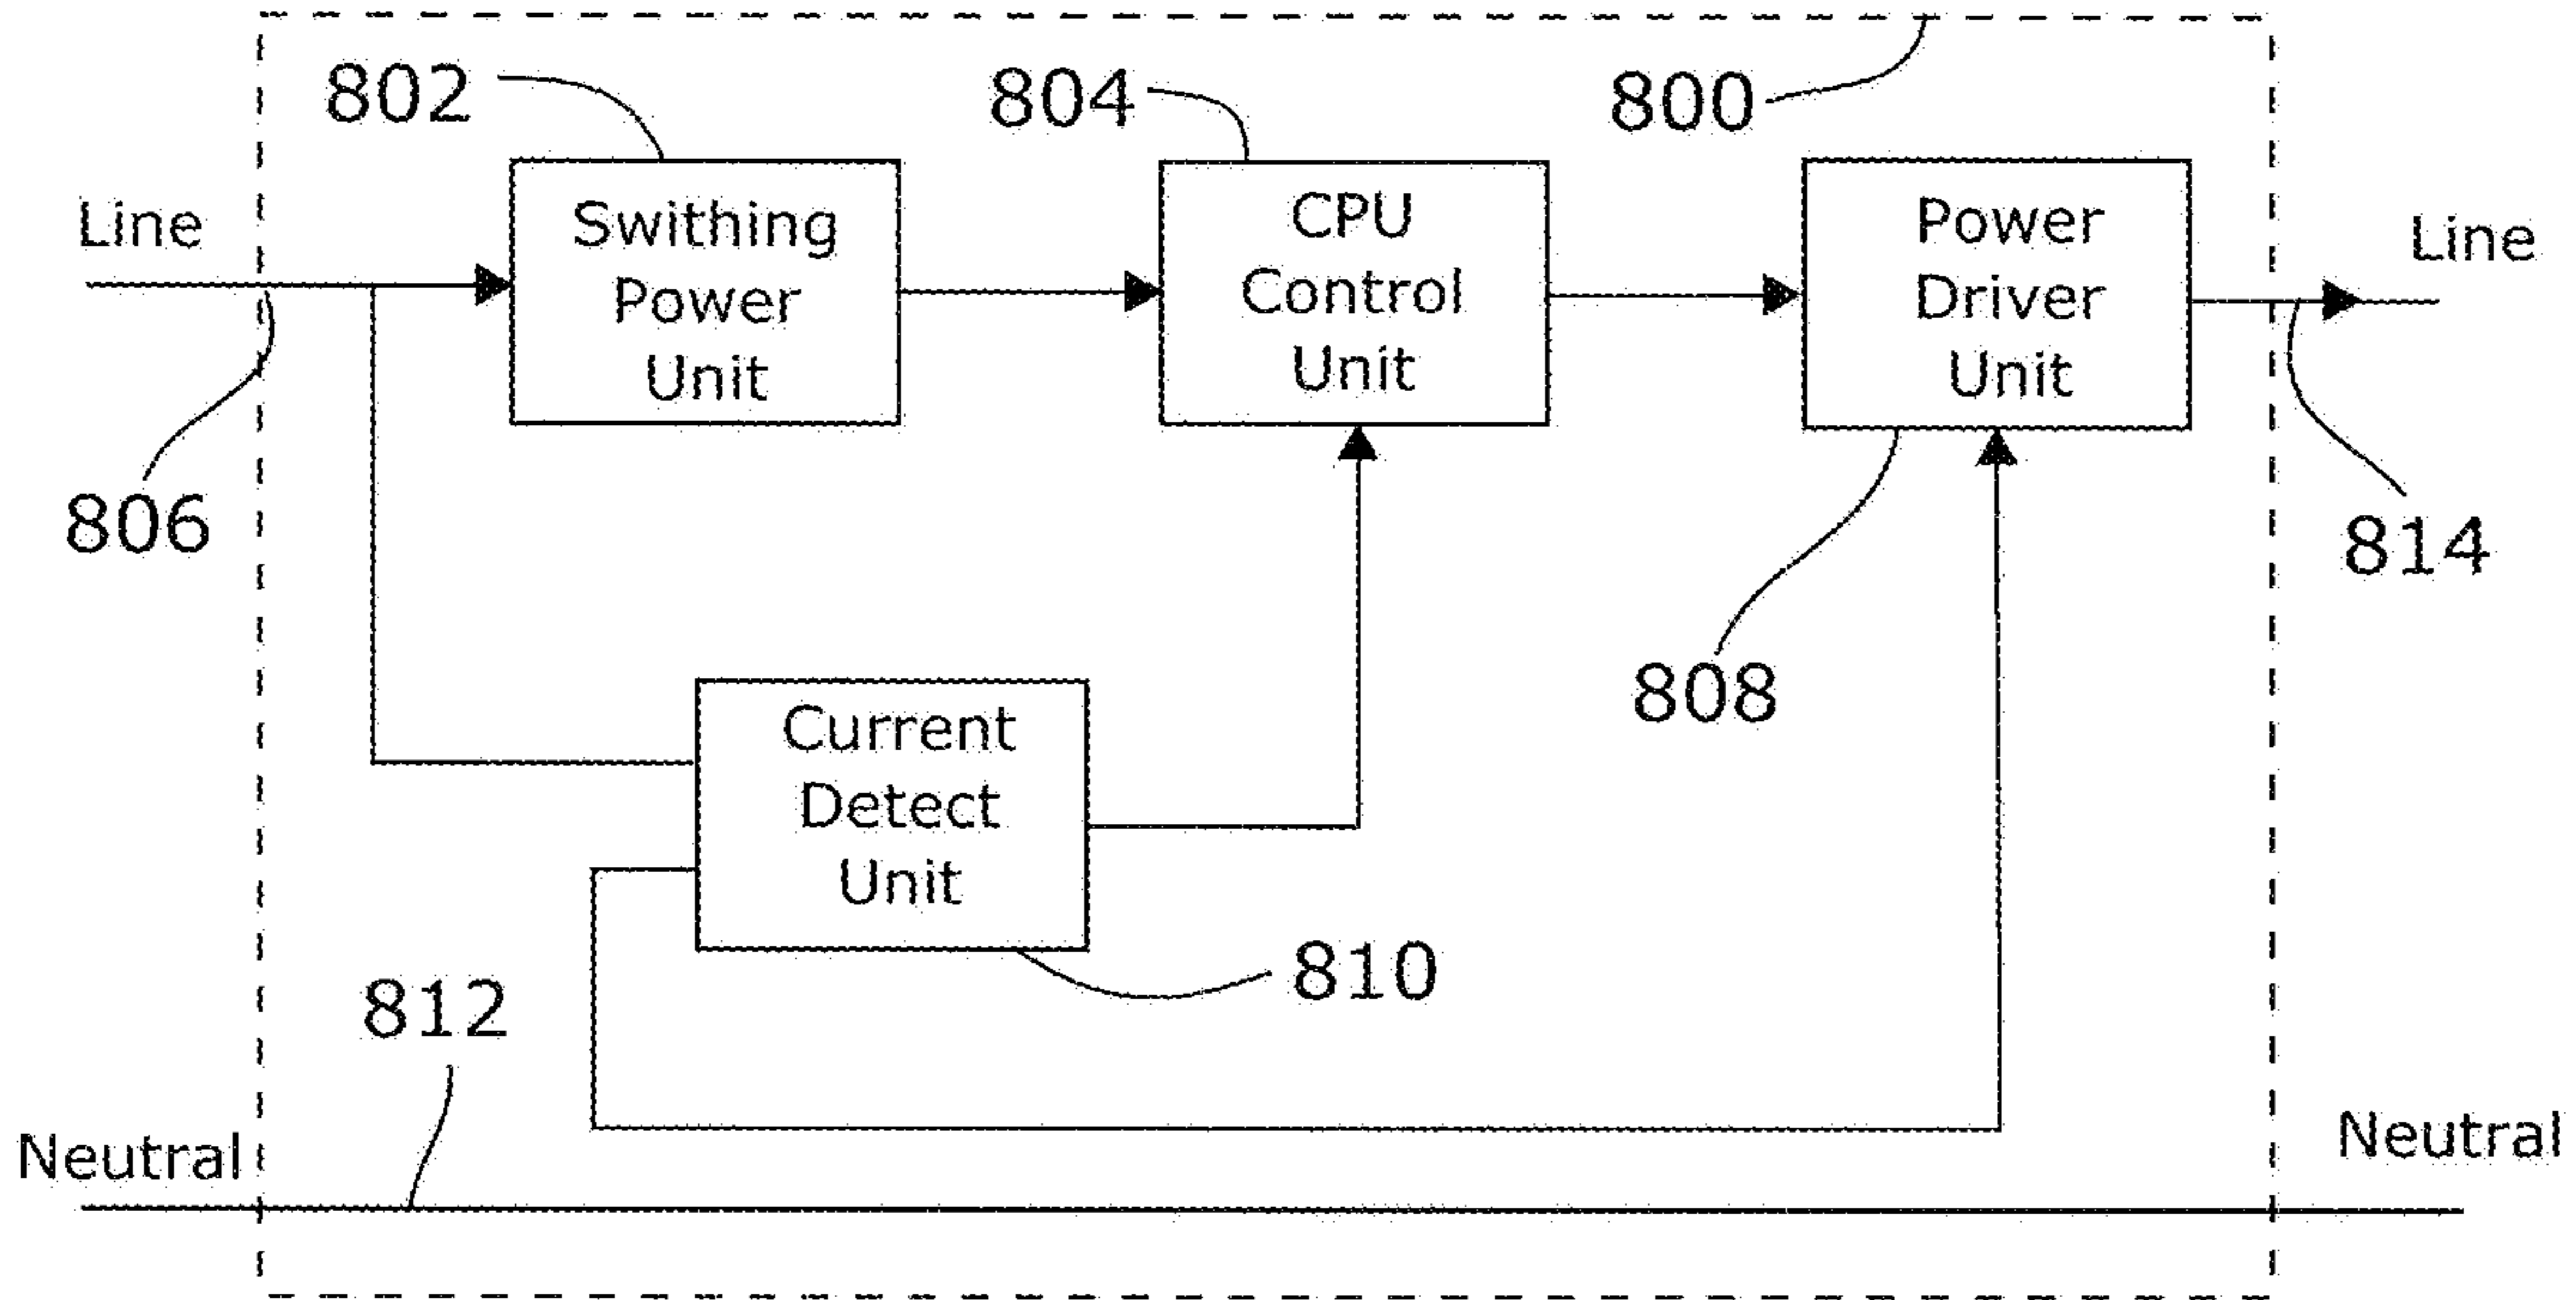 802
804
800
Line
Swithing
Power
Unit
CPU
Control
Unit
Power
Driver
Unit
Line
806
814
808
Current
Detect
Unit
810
812
Neutral
Neutral